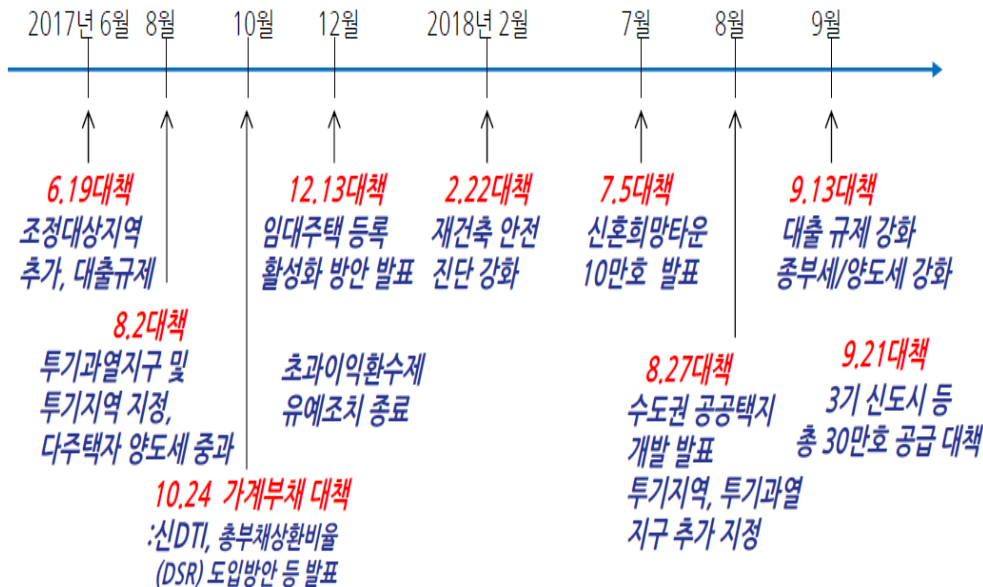 2017년 6월 8월 10월 12월 2018년 2월 7월 8월 9월
6.19대책
조정대상지역
추가, 대출규제
8.2대책
투기과열지구 및
투기지역 지정,
다주택자 양도세 중과
10.24 가계부채 대책
:신DTI, 총부채상환비율
(DSR) 도입방안 등 발표
12.13대책
임대주택 등록
활성화 방안 발표
초과이익환수제
유예조치 종료
2.22대책
재건축 안전
진단 강화
7.5대책
신혼희망타운
10만호 발표
8.27대책
수도권 공공택지
개발 발표
투기지역, 투기과열
지구 추가 지정
9.13대책
대출 규제 강화
종부세/양도세 강화
9.21대책
3기 신도시 등
총 30만호 공급 대책